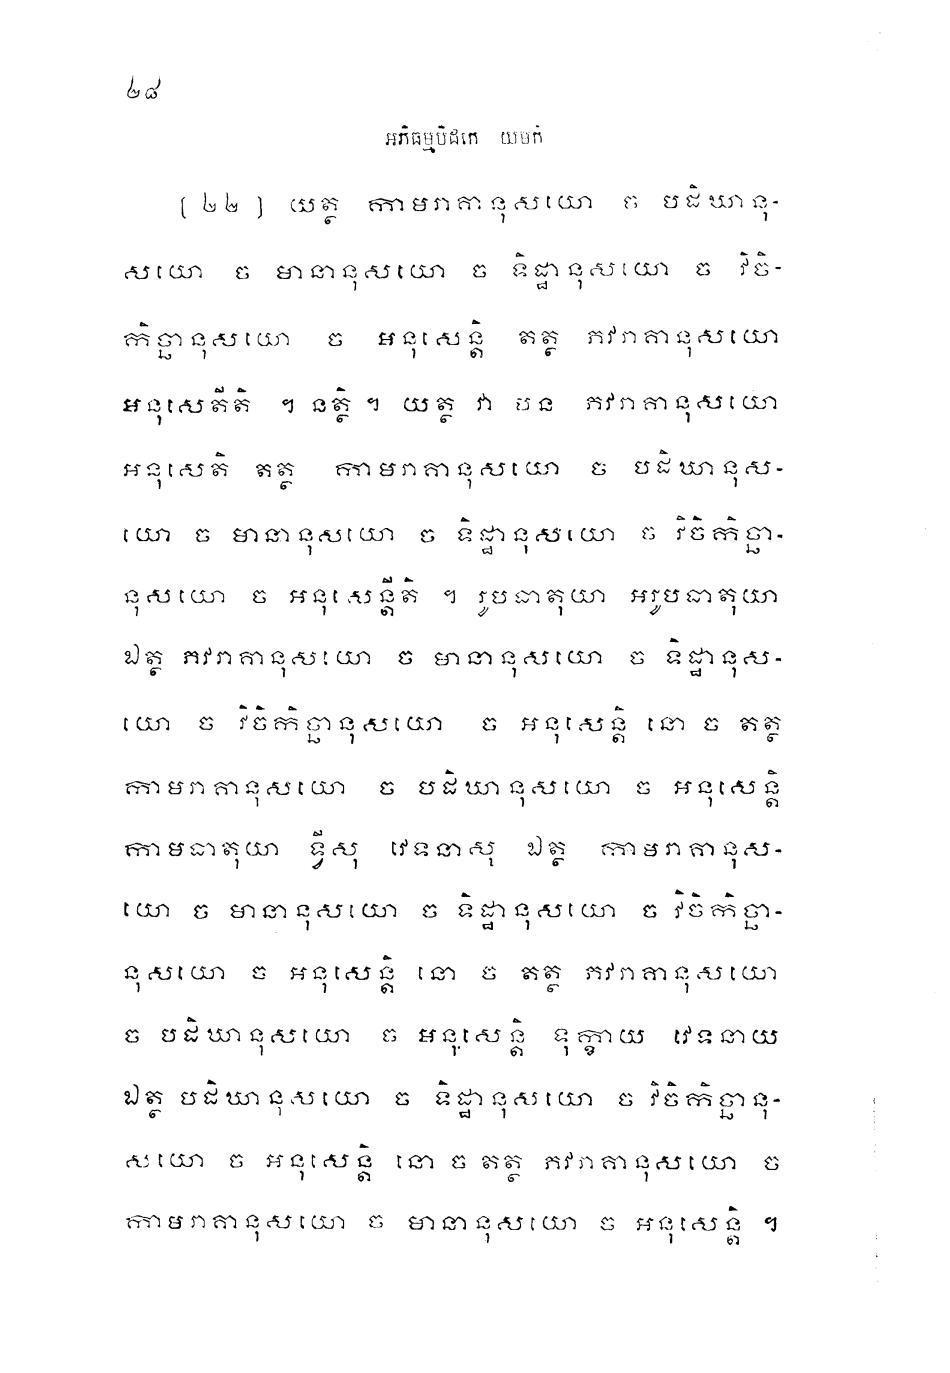 ២៨
អភិធម្មបិដកេ យមកំ
[ ២២ ] យត្ថ កាមរាគានុសយោ ច បដិឃានុ-
សយោ ច មានានុសយោ ច ទិដ្ឋានុសយោ ច វិចិ-
កិច្ឆានុសយោ ច អនុសេន្តិ តត្ថ ភវរាគានុសយោ
អនុសេតីតិ ។ នត្ថិ ។ យត្ថ វា បន ភវរាគានុសយោ
អនុសេតិ តត្ថ កាមរាគានុសយោ ច បដិឃានុស-
យោ ច មានានុសយោ ច ទិដ្ឋានុសយោ ច វិចិកិច្ឆា-
នុសយោ ច អនុសេន្តីតិ ។ រូបធាតុយា អរូបធាតុយា
ឯត្ថ ភវរាគានុសយោ ច មានានុសយោ ច ទិដ្ឋានុស-
យោ ច វិចិកិច្ឆានុសយោ ច អនុសេន្តិ នោ ច តត្ថ
កាមរាគានុសយោ ច បដិឃានុសយោ ច អនុសេន្តិ
កាមធាតុយា ទ្វីសុ វេទនាសុ ឯត្ថ កាមរាគានុស-
យោ ច មានានុសយោ ច ទិដ្ឋានុសយោ ច វិចិកិច្ឆា-
នុសយោ ច អនុសេន្តិ នោ ច តត្ថ ភវរាគានុសយោ
ច បដិឃានុសយោ ច អនុសេន្តិ ទុក្ខាយ វេទនាយ
ឯត្ថ បដិឃានុសយោ ច ទិដ្ឋានុសយោ ច វិចិកិច្ឆានុ-
សយោ ច អនុសេន្តិ នោ ច តត្ថ ភវរាគានុសយោ ច
កាមរាគានុសយោ ច មានានុសយោ ច អនុសេន្តិ ។